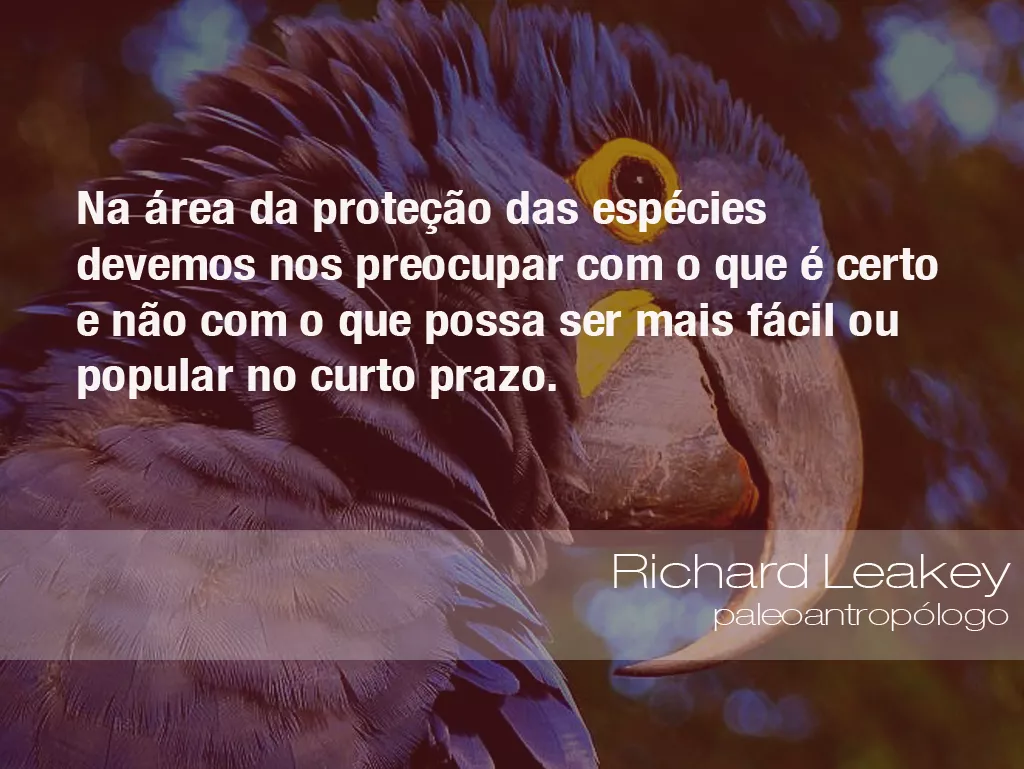 Na área da proteção das espécies
devemos nos preocupar com o que é certo
e não com o que possa ser mais fácil ou
popular no curto prazo.
Richard Leakey
paleoantropólogo